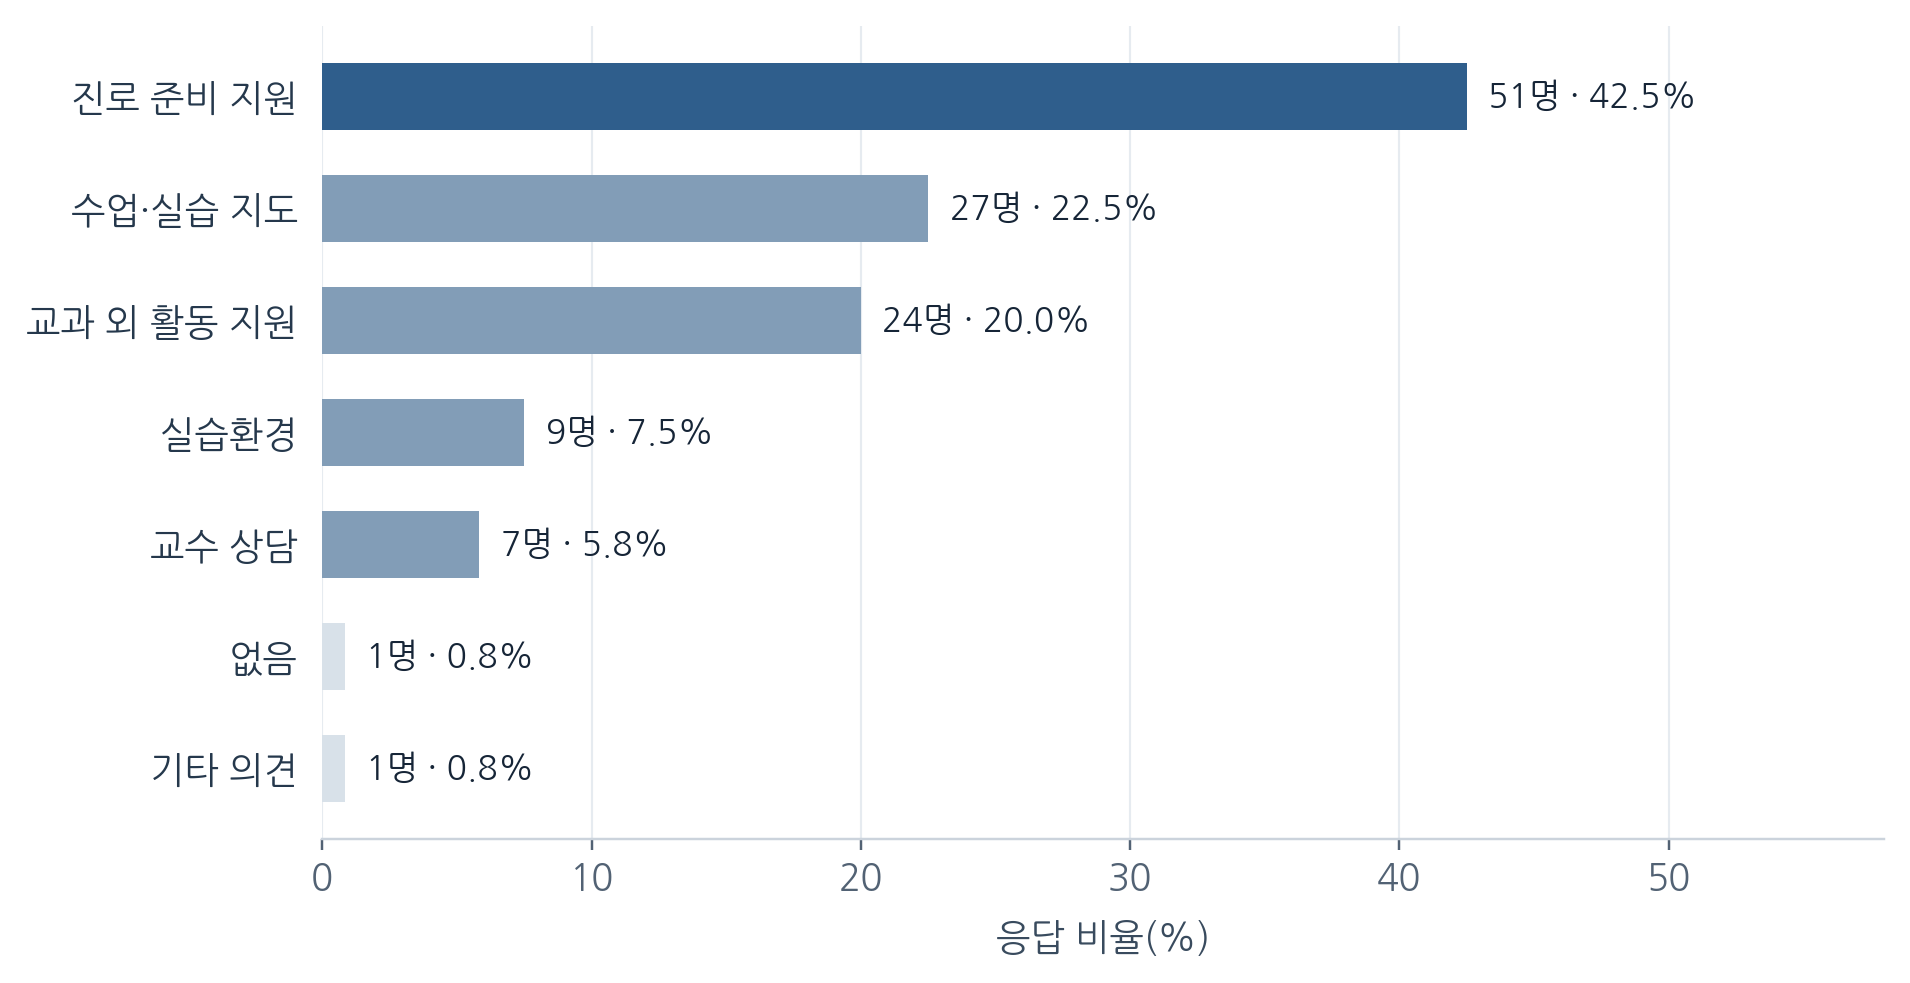 진로 준비 지원 51명 · 42.5%
수업·실습 지도 27명 · 22.5%
교과 외 활동 지원 24명 · 20.0%
실습환경 9명 · 7.5%
교수 상담 7명 · 5.8%
없음 1명 · 0.8%
기타 의견 1명 · 0.8%
0 10 20 30 40 50
응답 비율(%)